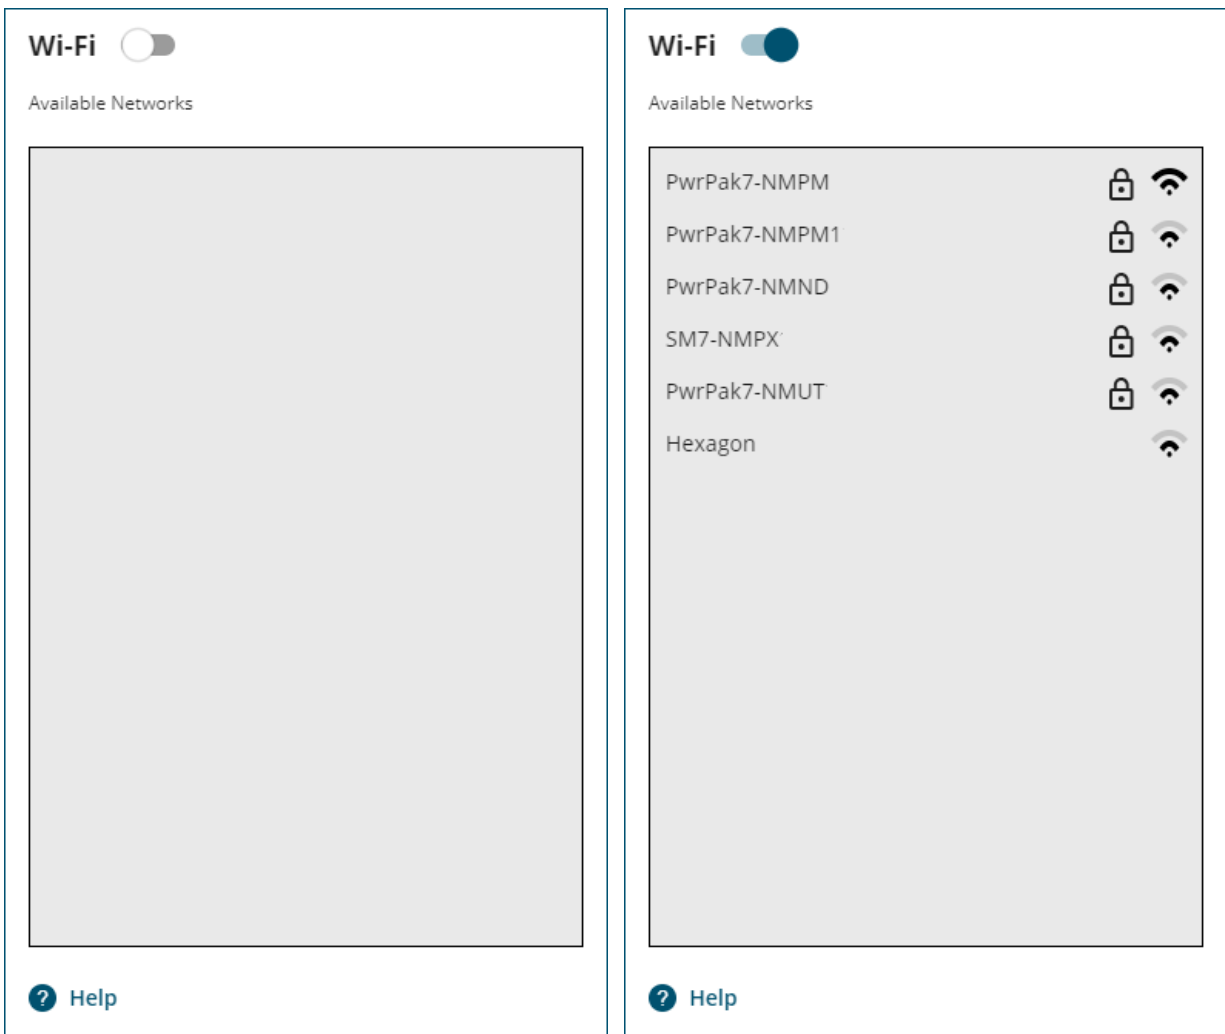 Wi-Fi
Available Networks
Help
Wi-Fi
Available Networks
PwrPak7-NMPM
PwrPak7-NMPM1
PwrPak7-NMND
SM7-NMPX
PwrPak7-NMUT
Hexagon
Help